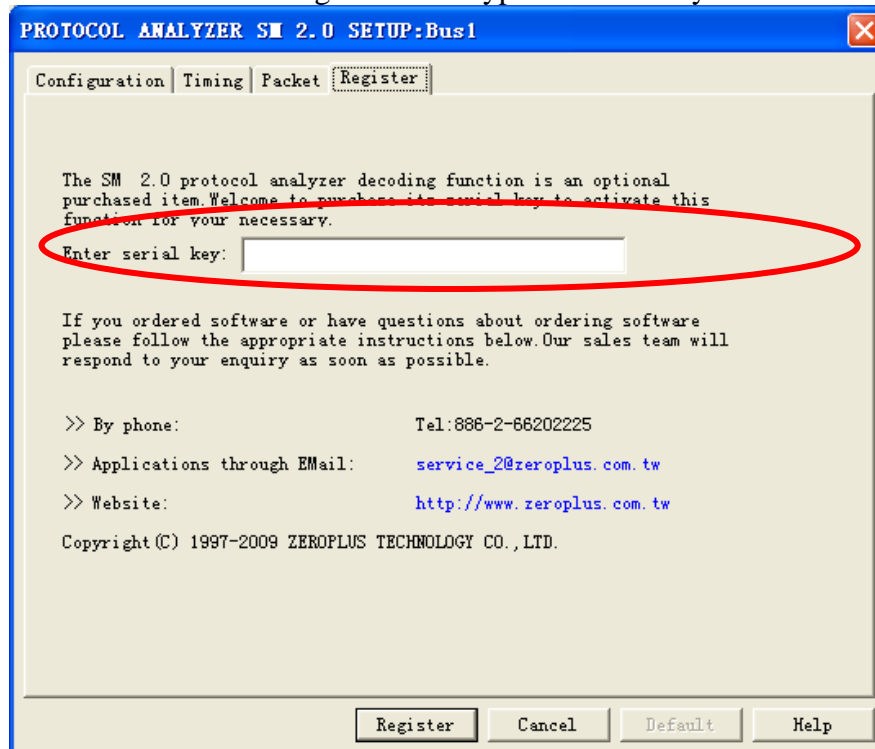 PROTOCOL ANALYZER SM 2.0 SETUP:Bus1
Configuration Timing Packet Register
The SM 2.0 protocol analyzer decoding function is an optional
purchased item.Welcome to purchase its serial key to activate this
function for your necessary.
Enter serial key:
If you ordered software or have questions about ordering software
please follow the appropriate instructions below.Our sales team will
respond to your enquiry as soon as possible.
>> By phone: Tel:886-2-66202225
>> Applications through EMail: service_2@zeroplus.com.tw
>> Website: http://www.zeroplus.com.tw
Copyright(C) 1997-2009 ZEROPLUS TECHNOLOGY CO.,LTD.
Register Cancel Default Help